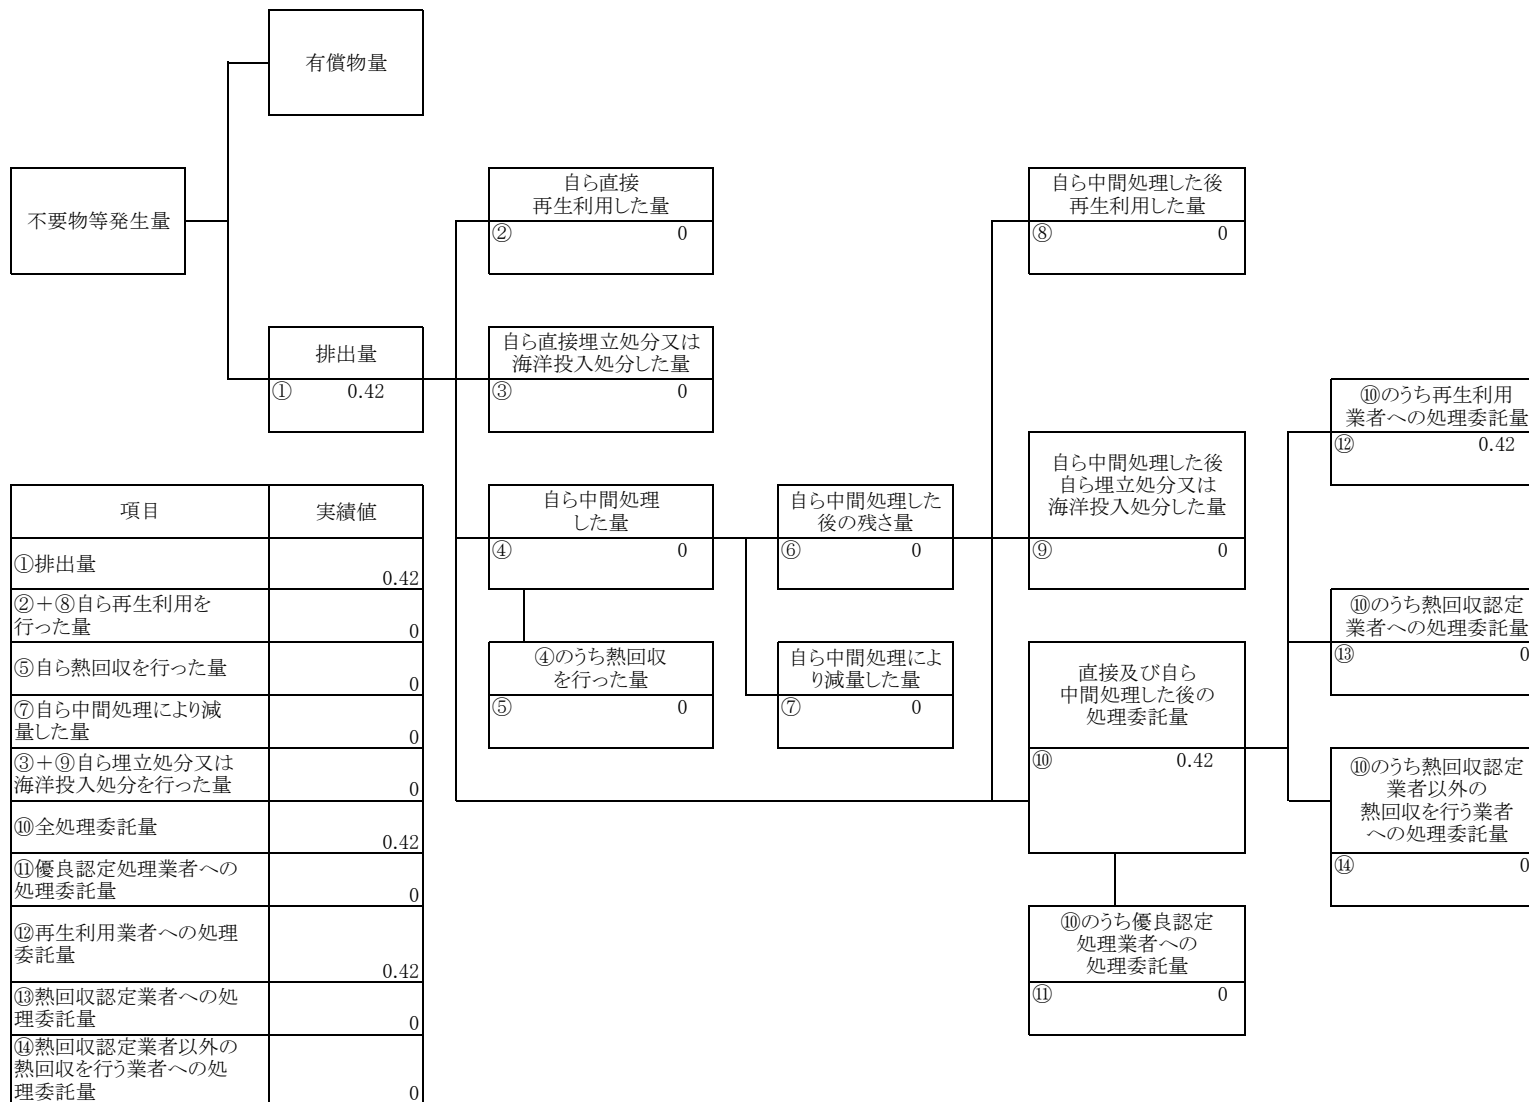 有償物量
不要物等発生量
自ら直接
再生利用した量
② 0
自ら中間処理した後
再生利用した量
⑧ 0
排出量
① 0.42
自ら直接埋立処分又は
海洋投入処分した量
③ 0
⑩のうち再生利用
業者への処理委託量
⑫ 0.42
自ら中間処理した後
自ら埋立処分又は
海洋投入処分した量
⑨ 0
自ら中間処理
した量
④ 0
自ら中間処理した
後の残さ量
⑥ 0
⑩のうち熱回収認定
業者への処理委託量
⑬ 0
④のうち熱回収
を行った量
⑤ 0
自ら中間処理によ
り減量した量
⑦ 0
直接及び自ら
中間処理した後の
処理委託量
⑩ 0.42
⑩のうち熱回収認定
業者以外の
熱回収を行う業者
への処理委託量
⑭ 0
⑩のうち優良認定
処理業者への
処理委託量
⑪ 0
項目 実績値
①排出量 0.42
②+⑧自ら再生利用を
行った量 0
⑤自ら熱回収を行った量 0
⑦自ら中間処理により減
量した量 0
③+⑨自ら埋立処分又は
海洋投入処分を行った量 0
⑩全処理委託量 0.42
⑪優良認定処理業者への
処理委託量 0
⑫再生利用業者への処理
委託量 0.42
⑬熱回収認定業者への処
理委託量 0
⑭熱回収認定業者以外の
熱回収を行う業者への処
理委託量 0